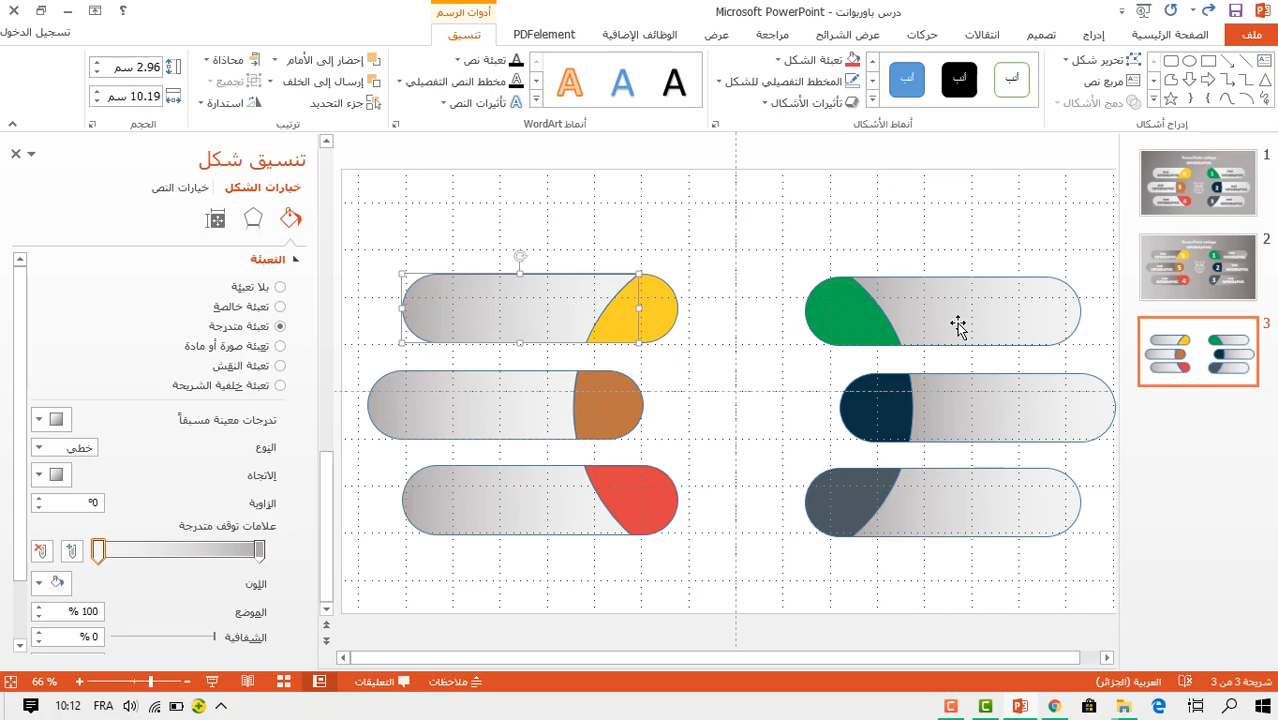 درس باوربوانت - Microsoft PowerPoint
أدوات الرسم
تسجيل الدخول
ملف
الصفحة الرئيسية
إدراج
تصميم
الانتقالات
حركات
عرض الشرائح
مراجعة
عرض
الوظائف الإضافية
PDFelement
تنسيق
تحرير شكل
مربع نص
دمج الأشكال
إدراج أشكال
أنب
أنب
أنب
تعبئة الشكل
المخطط التفصيلي للشكل
تأثيرات الأشكال
أنماط الأشكال
A
A
A
تعبئة نص
مخطط النص التفصيلي
تأثيرات النص
أنماط WordArt
إحضار إلى الأمام
إرسال إلى الخلف
جزء التحديد
محاذاة
تجميع
استدارة
ترتيب
2.96 سم
10.19 سم
الحجم
تنسيق شكل
خيارات الشكل
خيارات النص
التعبئة
بلا تعبئة
تعبئة خالصة
تعبئة متدرجة
تعبئة صورة أو مادة
تعبئة النقش
تعبئة خلفية الشريحة
تدرجات معينة مسبقاً
النوع
خطي
الاتجاه
الزاوية
0°
علامات توقف متدرجة
اللون
الموضع
100 %
الشفافية
0 %
1
2
3
شريحة 3 من 3
العربية (الجزائر)
ملاحظات
التعليقات
66 %
10:12
FRA